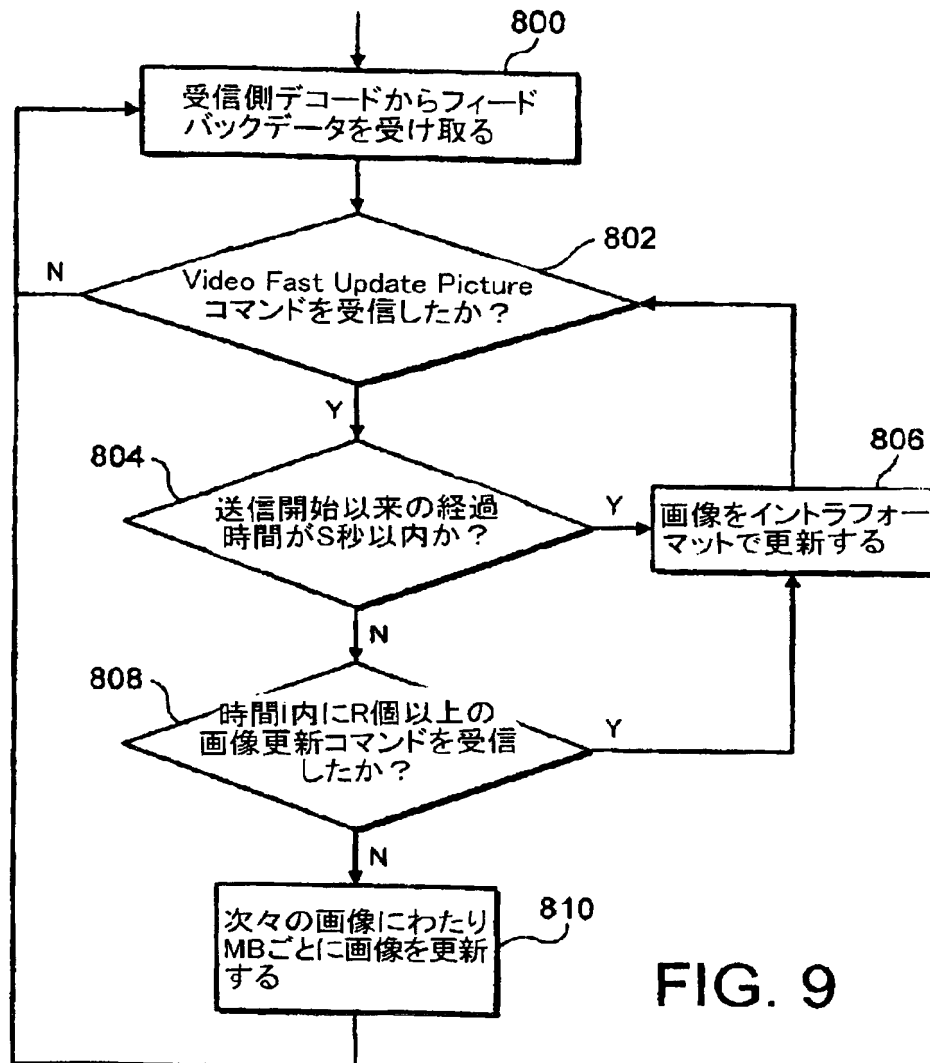 800
受信側デコードからフィード
バックデータを受け取る
802
N
Video Fast Update Picture
コマンドを受信したか？
Y
804
送信開始以来の経過
時間がS秒以内か？
Y
806
画像をイントラフォー
マットで更新する
N
808
時間I内にR個以上の
画像更新コマンドを受信
したか？
Y
N
810
次々の画像にわたり
MBごとに画像を更新
する
FIG. 9